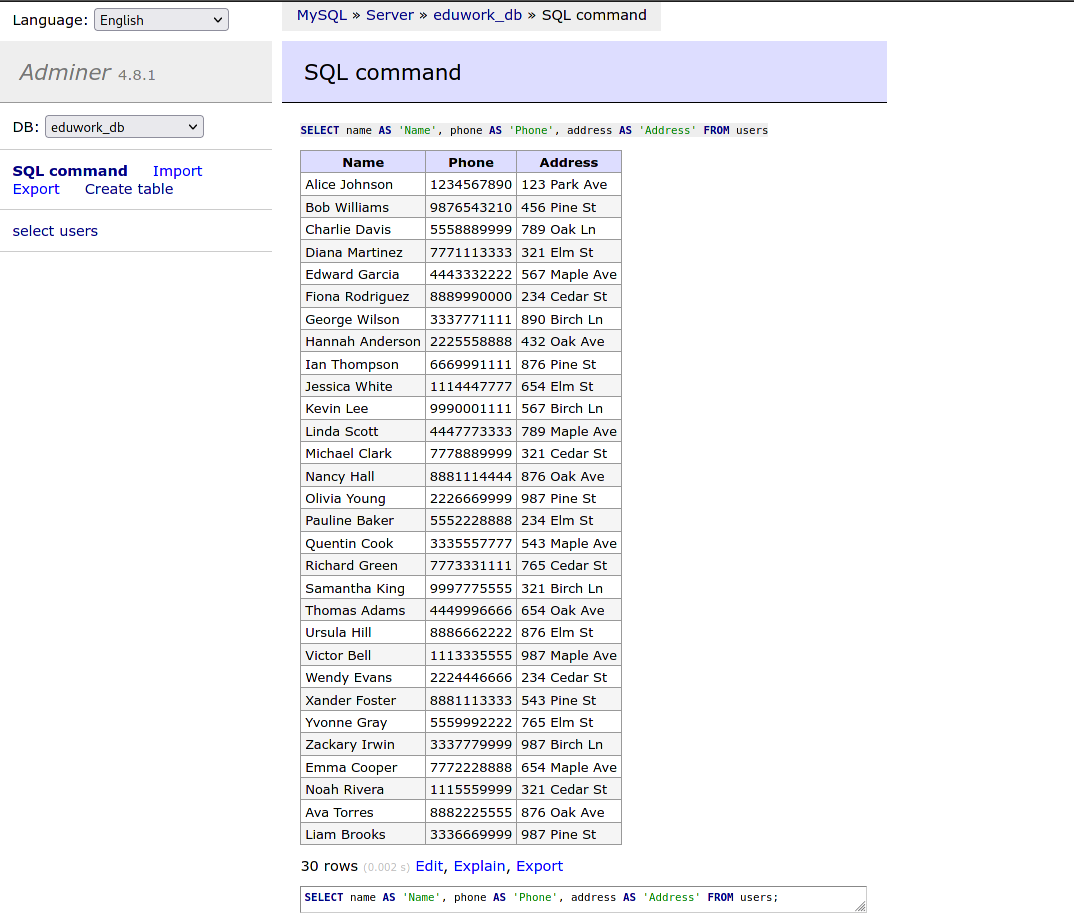 Language: English
MySQL » Server » eduwork_db » SQL command
Adminer 4.8.1
SQL command
DB: eduwork_db
SQL command Import
Export Create table
select users
SELECT name AS 'Name', phone AS 'Phone', address AS 'Address' FROM users
Name Phone Address
Alice Johnson 1234567890 123 Park Ave
Bob Williams 9876543210 456 Pine St
Charlie Davis 5558889999 789 Oak Ln
Diana Martinez 7771113333 321 Elm St
Edward Garcia 4443332222 567 Maple Ave
Fiona Rodriguez 8889990000 234 Cedar St
George Wilson 3337771111 890 Birch Ln
Hannah Anderson 2225558888 432 Oak Ave
Ian Thompson 6669991111 876 Pine St
Jessica White 1114447777 654 Elm St
Kevin Lee 9990001111 567 Birch Ln
Linda Scott 4447773333 789 Maple Ave
Michael Clark 7778889999 321 Cedar St
Nancy Hall 8881114444 876 Oak Ave
Olivia Young 2226669999 987 Pine St
Pauline Baker 5552228888 234 Elm St
Quentin Cook 3335557777 543 Maple Ave
Richard Green 7773331111 765 Cedar St
Samantha King 9997775555 321 Birch Ln
Thomas Adams 4449996666 654 Oak Ave
Ursula Hill 8886662222 876 Elm St
Victor Bell 1113335555 987 Maple Ave
Wendy Evans 2224446666 234 Cedar St
Xander Foster 8881113333 543 Pine St
Yvonne Gray 5559992222 765 Elm St
Zackary Irwin 3337779999 987 Birch Ln
Emma Cooper 7772228888 654 Maple Ave
Noah Rivera 1115559999 321 Cedar St
Ava Torres 8882225555 876 Oak Ave
Liam Brooks 3336669999 987 Pine St
30 rows (0.002 s) Edit, Explain, Export
SELECT name AS 'Name', phone AS 'Phone', address AS 'Address' FROM users;